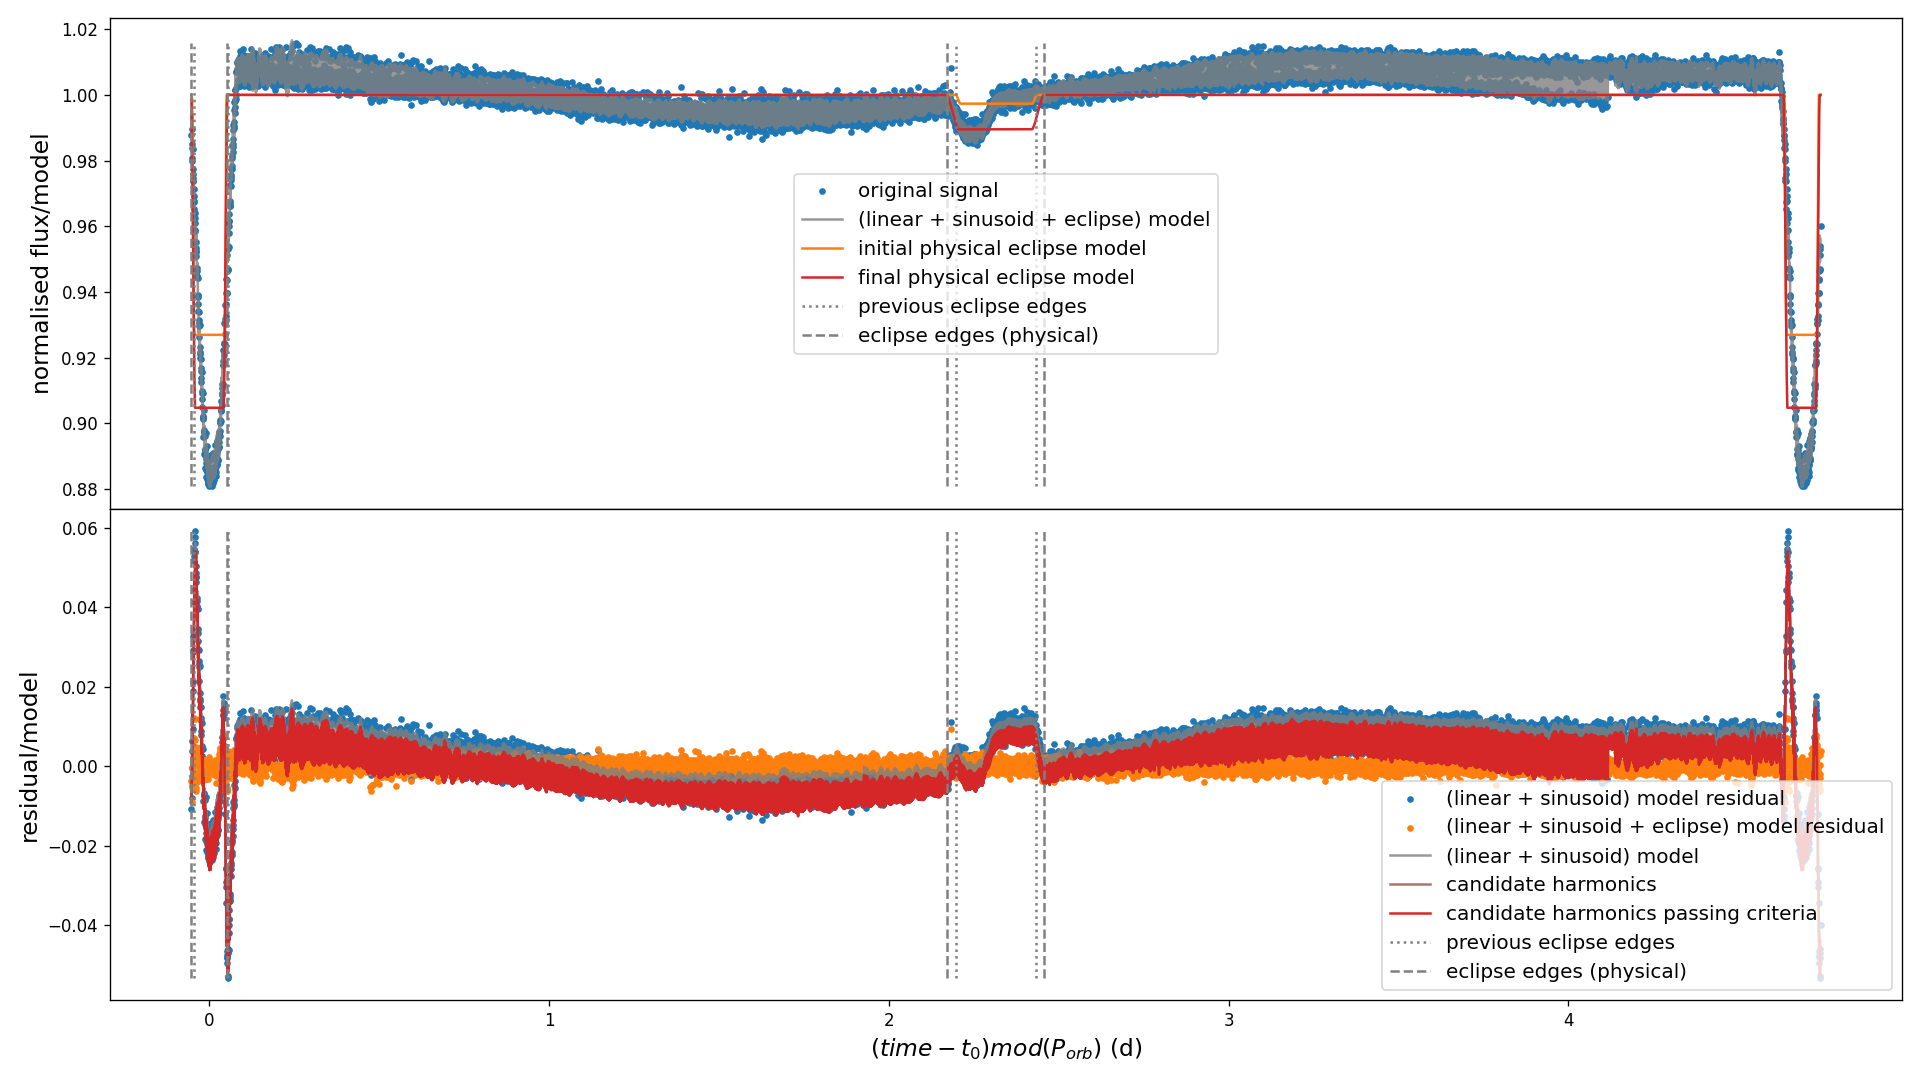 1.02
1.00
0.98
0.96
0.94
0.92
0.90
0.88
normalised flux/model
original signal
(linear + sinusoid + eclipse) model
initial physical eclipse model
final physical eclipse model
previous eclipse edges
eclipse edges (physical)
0.06
0.04
0.02
0.00
−0.02
−0.04
residual/model
(linear + sinusoid) model residual
(linear + sinusoid + eclipse) model residual
(linear + sinusoid) model
candidate harmonics
candidate harmonics passing criteria
previous eclipse edges
eclipse edges (physical)
0 1 2 3 4
(time − t₀)mod(Pₒᵣb) (d)